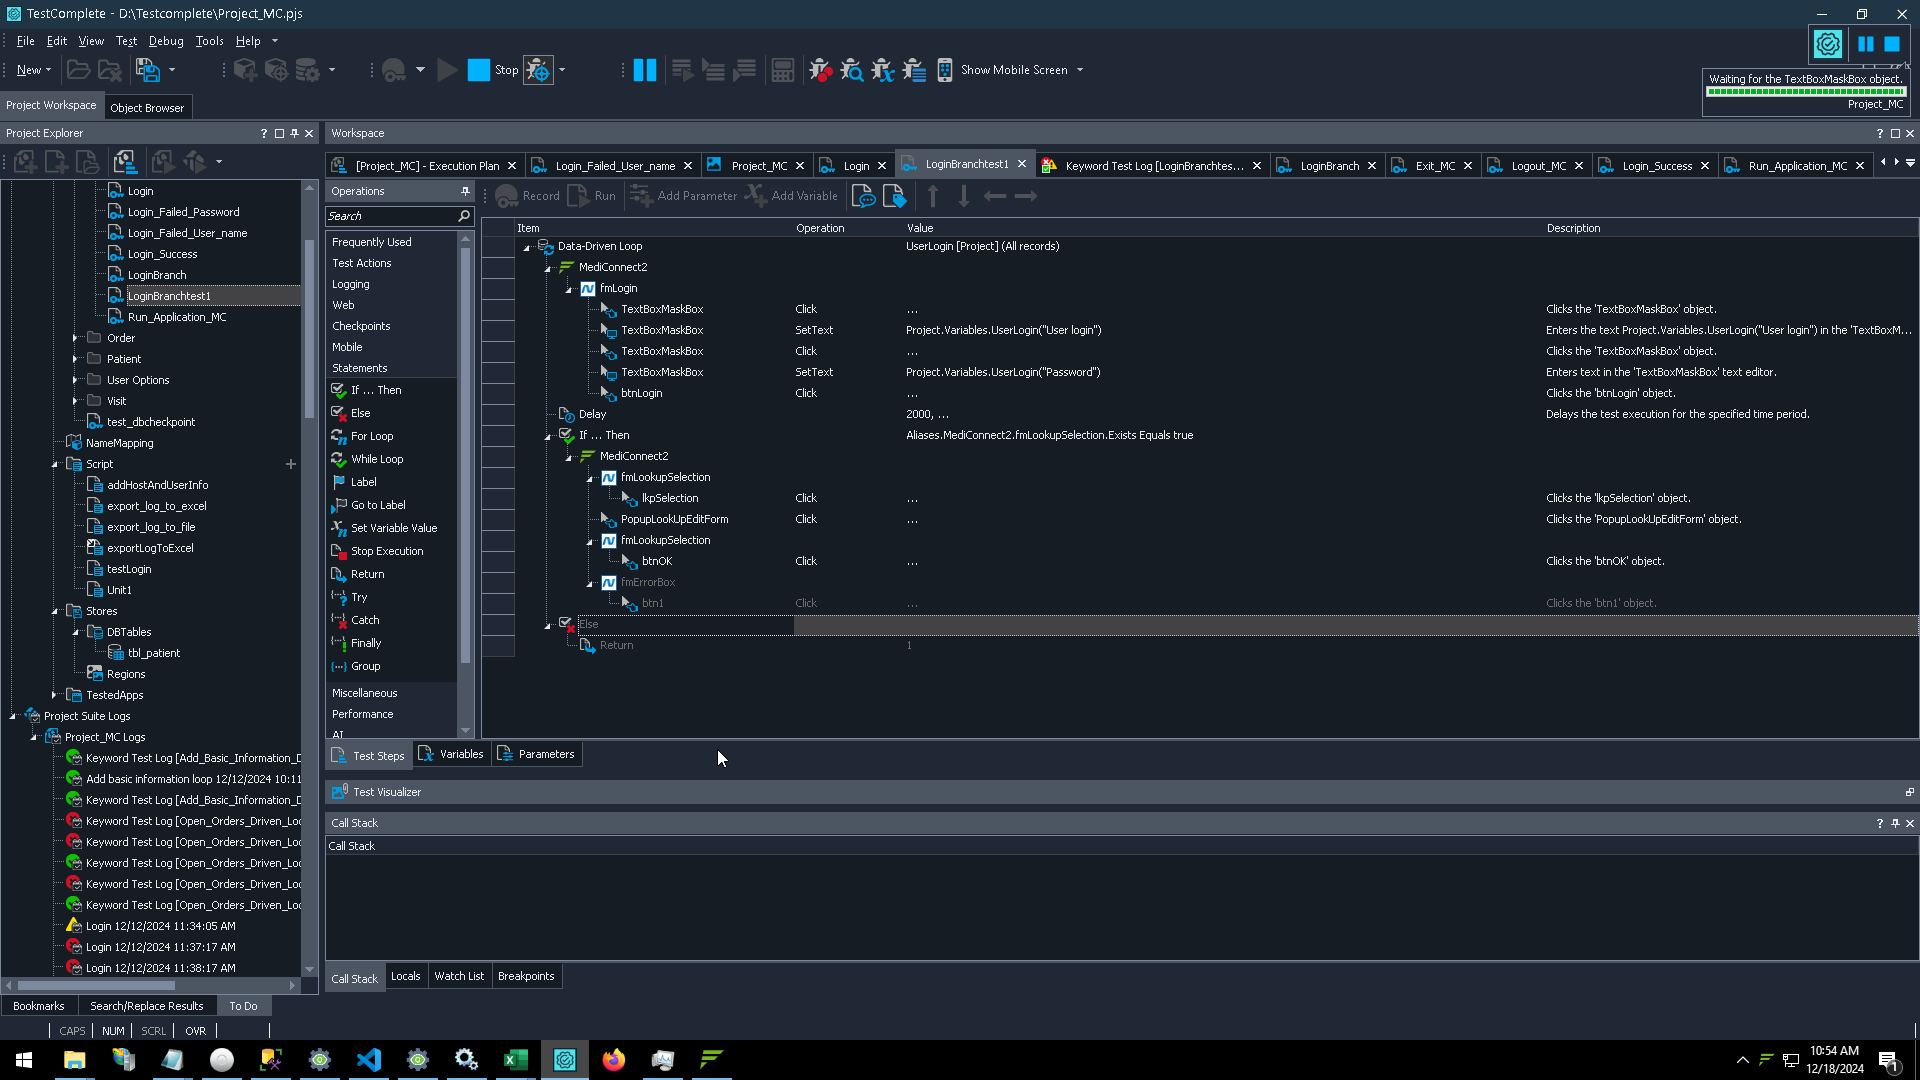 TestComplete - D:\Testcomplete\Project_MC.pjs
File Edit View Test Debug Tools Help
New Stop Show Mobile Screen
Waiting for the TextBoxMaskBox object.
Project_MC
Project Workspace Object Browser
Project Explorer ? Workspace ?
[Project_MC] - Execution Plan Login_Failed_User_name Project_MC Login LoginBranchtest1 Keyword Test Log [LoginBranchtes... LoginBranch Exit_MC Logout_MC Login_Success Run_Application_MC
Operations
Record Run Add Parameter Add Variable
Search
Item Operation Value Description
Login
Login_Failed_Password
Login_Failed_User_name
Login_Success
LoginBranch
LoginBranchtest1
Run_Application_MC
Order
Patient
User Options
Visit
test_dbcheckpoint
NameMapping
Script
addHostAndUserInfo
export_log_to_excel
export_log_to_file
exportLogToExcel
testLogin
Unit1
Stores
DBTables
tbl_patient
Regions
TestedApps
Project Suite Logs
Project_MC Logs
Keyword Test Log [Add_Basic_Information_D
Add basic information loop 12/12/2024 10:11
Keyword Test Log [Add_Basic_Information_D
Keyword Test Log [Open_Orders_Driven_Loo
Keyword Test Log [Open_Orders_Driven_Loo
Keyword Test Log [Open_Orders_Driven_Loo
Keyword Test Log [Open_Orders_Driven_Loo
Keyword Test Log [Open_Orders_Driven_Loo
Login 12/12/2024 11:34:05 AM
Login 12/12/2024 11:37:17 AM
Login 12/12/2024 11:38:17 AM
Frequently Used
Test Actions
Logging
Web
Checkpoints
Mobile
Statements
If ... Then
Else
For Loop
While Loop
Label
Go to Label
Set Variable Value
Stop Execution
Return
Try
Catch
Finally
Group
Miscellaneous
Performance
AI
Data-Driven Loop UserLogin [Project] (All records)
MediConnect2
fmLogin
TextBoxMaskBox Click ... Clicks the 'TextBoxMaskBox' object.
TextBoxMaskBox SetText Project.Variables.UserLogin("User login") Enters the text Project.Variables.UserLogin("User login") in the 'TextBoxM...
TextBoxMaskBox Click ... Clicks the 'TextBoxMaskBox' object.
TextBoxMaskBox SetText Project.Variables.UserLogin("Password") Enters text in the 'TextBoxMaskBox' text editor.
btnLogin Click ... Clicks the 'btnLogin' object.
Delay 2000, ... Delays the test execution for the specified time period.
If ... Then Aliases.MediConnect2.fmLookupSelection.Exists Equals true
MediConnect2
fmLookupSelection
lkpSelection Click ... Clicks the 'lkpSelection' object.
PopupLookUpEditForm Click ... Clicks the 'PopupLookUpEditForm' object.
fmLookupSelection
btnOK Click ... Clicks the 'btnOK' object.
fmErrorBox
btn1 Click ... Clicks the 'btn1' object.
Else
Return 1
Test Steps Variables Parameters
Test Visualizer
Call Stack ?
Call Stack
Call Stack Locals Watch List Breakpoints
Bookmarks Search/Replace Results To Do
CAPS NUM SCRL OVR
10:54 AM
12/18/2024
1